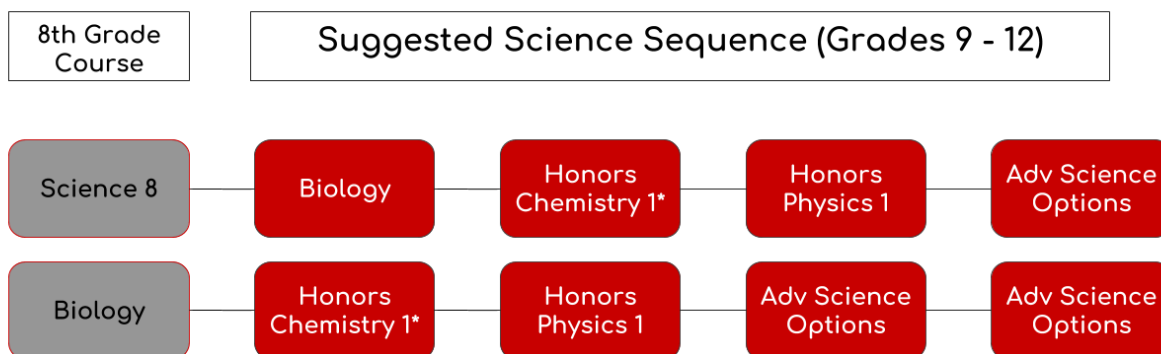 8th Grade
Course
Suggested Science Sequence (Grades 9 - 12)
Science 8
Biology
Honors
Chemistry 1*
Honors
Physics 1
Adv Science
Options
Biology
Honors
Chemistry 1*
Honors
Physics 1
Adv Science
Options
Adv Science
Options